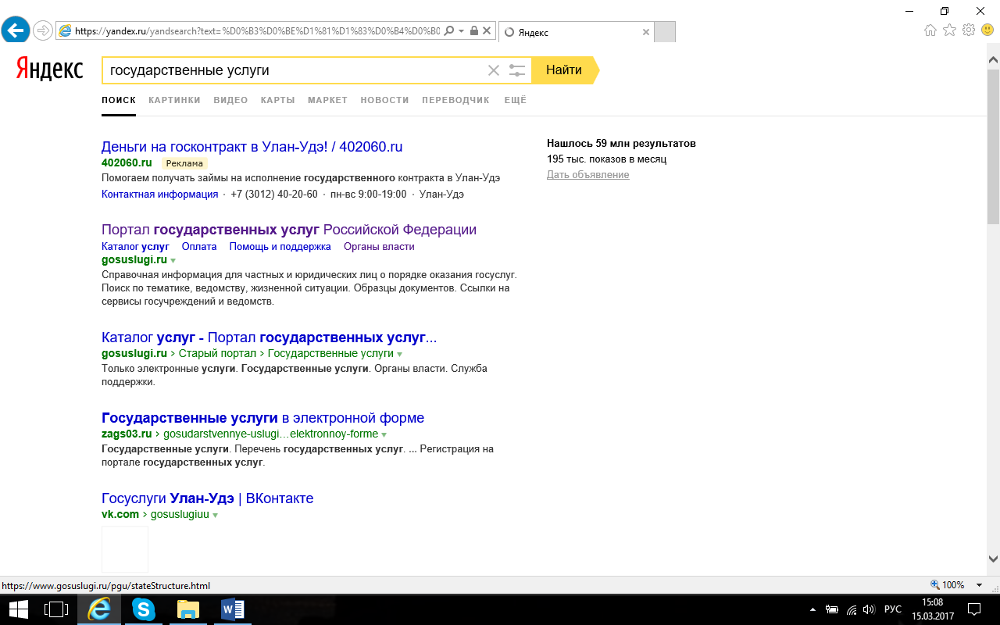 https://yandex.ru/yandsearch?text=%D0%B3%D0%BE%D1%81%D1%83%D0%B4%D0%B0
Яндекс
Яндекс
государственные услуги
Найти
ПОИСК КАРТИНКИ ВИДЕО КАРТЫ МАРКЕТ НОВОСТИ ПЕРЕВОДЧИК ЕЩЁ
Деньги на госконтракт в Улан-Удэ! / 402060.ru
402060.ru Реклама
Помогаем получать займы на исполнение государственного контракта в Улан-Удэ
Контактная информация · +7 (3012) 40-20-60 · пн-вс 9:00-19:00 · Улан-Удэ
Нашлось 59 млн результатов
195 тыс. показов в месяц
Дать объявление
Портал государственных услуг Российской Федерации
Каталог услуг Оплата Помощь и поддержка Органы власти
gosuslugi.ru
Справочная информация для частных и юридических лиц о порядке оказания госуслуг.
Поиск по тематике, ведомству, жизненной ситуации. Образцы документов. Ссылки на
сервисы госучреждений и ведомств.
Каталог услуг - Портал государственных услуг...
gosuslugi.ru › Старый портал › Государственные услуги
Только электронные услуги. Государственные услуги. Органы власти. Служба
поддержки.
Государственные услуги в электронной форме
zags03.ru › gosudarstvennye-uslugi...elektronnoy-forme
Государственные услуги. Перечень государственных услуг. ... Регистрация на
портале государственных услуг.
Госуслуги Улан-Удэ | ВКонтакте
vk.com › gosuslugiuu
https://www.gosuslugi.ru/pgu/stateStructure.html
100%
РУС
15:08
15.03.2017